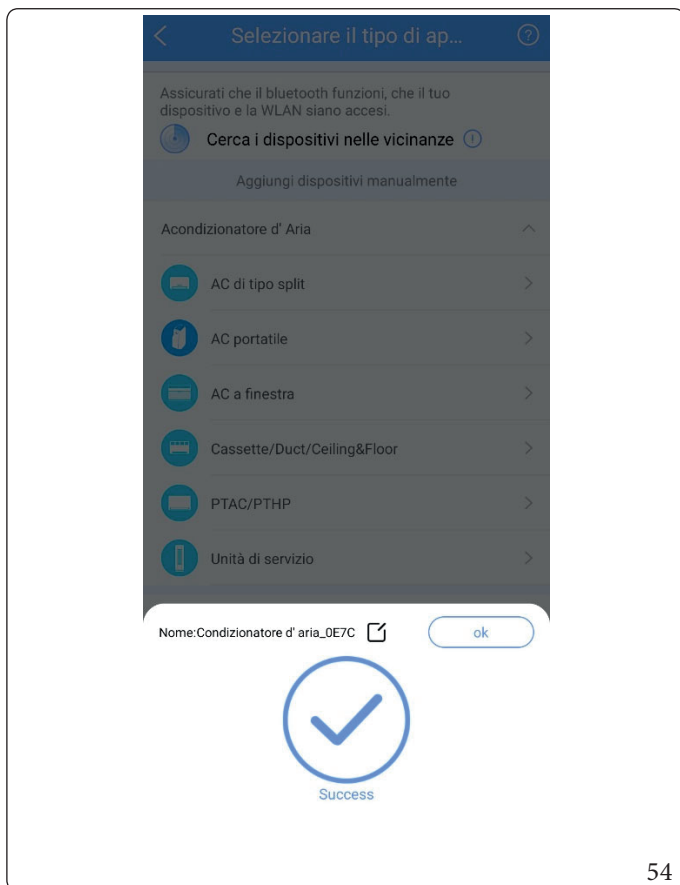 Selezionare il tipo di ap...
Assicurati che il bluetooth funzioni, che il tuo
dispositivo e la WLAN siano accesi.
Cerca i dispositivi nelle vicinanze
Aggiungi dispositivi manualmente
Acondizionatore d' Aria
AC di tipo split
AC portatile
AC a finestra
Cassette/Duct/Ceiling&Floor
PTAC/PTHP
Unità di servizio
Nome:Condizionatore d' aria_0E7C
ok
Success
54